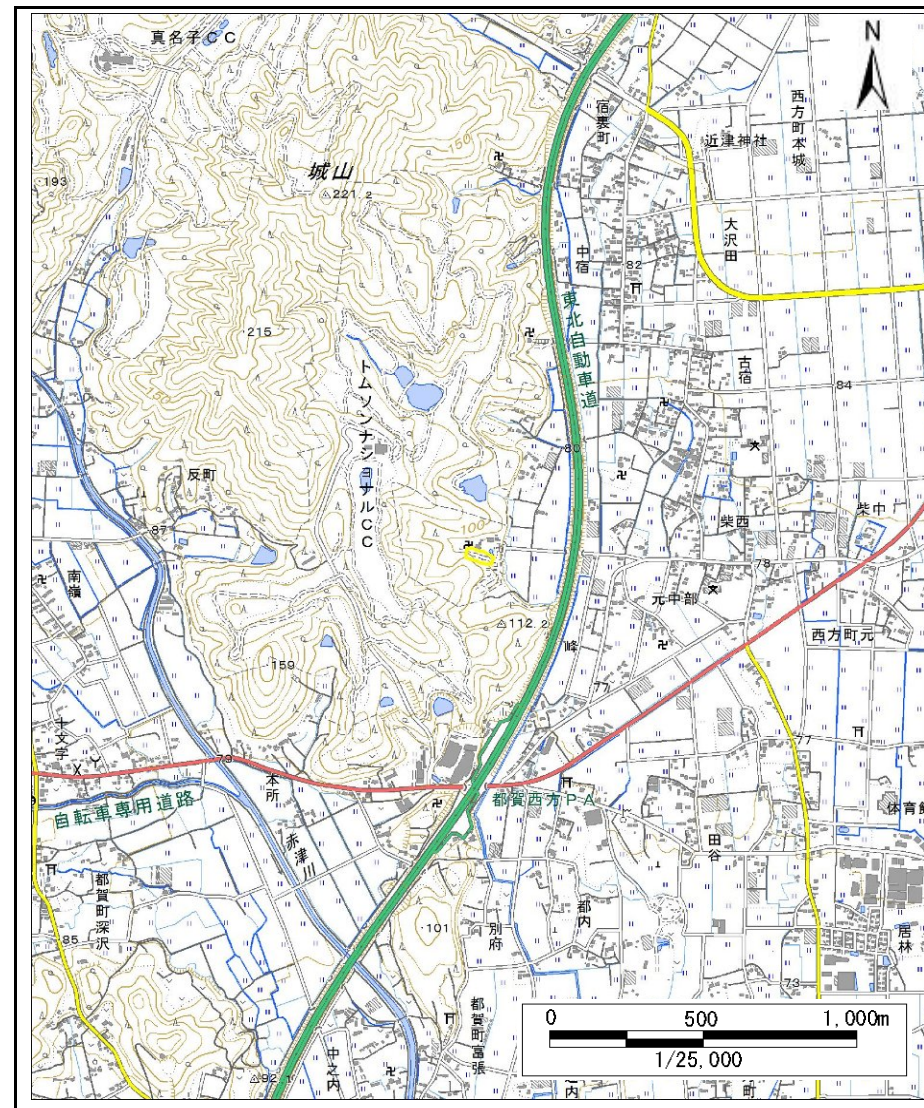 真名子CC
N
宿裏町
近津神社
西方町本城
150
・193
城山
△221.2
大沢田
中宿
82
東北自動車道
・215
トムソンナショナルCC
古宿
84
80
反町
100
柴西
柴中
87
78
南嶺
元中部
西方町元
△112.2
峰
・159
77
十文字
79
本所
77
都賀西方PA
自転車専用道路
体育館
赤津川
田谷
都賀町深沢
都内
・101
別府
居林
85
73
都賀町富張
中之内
△92.1
0 500 1,000m
1/25,000